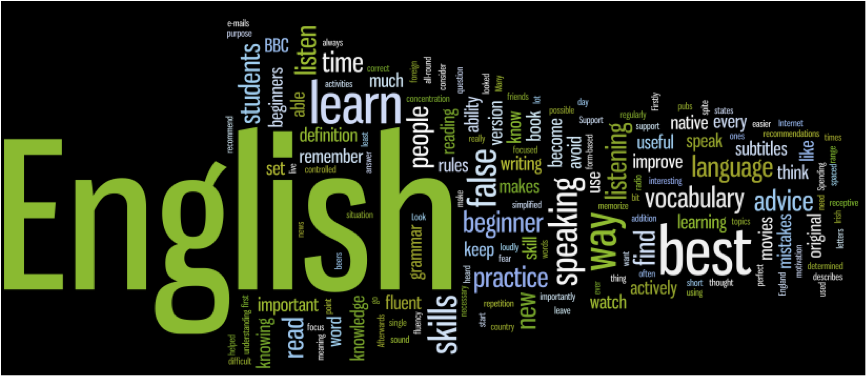 e-mails
purpose
students
BBC
beginners
listen
always
time
correct
foreign
all-round
consider
question
looked
Many
activities
much
able
learn
concentration
ability
friends
version
know
lot
book
possible
day
Support
become
avoid
form-based
use
regularly
support
Firstly
pubs
spite
states
native
every
easier
Internet
recommendations
times
recommend
definition
least
people
reading
really
focused
useful
speak
ones
subtitles
like
spaced
range
set
live
remember
controlled
answer
rules
false
writing
improve
language
think
Spending
English
make
makes
simplified
speaking
listening
bit
radio
interesting
vocabulary
advice
need
receptive
situation
Look
beginner
memorize
addition
learning
topics
Irish
letters
news
grammar
keep
loudly
fear
skill
words
way
want
find
best
movies
mistakes
original
beers
heard
practice
thing
often
perfect
England
motivation
determined
describes
used
necessary
repetition
new
importantly
leave
ever
watch
actively
short
using
thought
helped
difficult
understanding
first
knowing
important
read
focus
meaning
point
word
knowledge
go
Afterwards
fluent
single
sound
fluency
skills
start
country